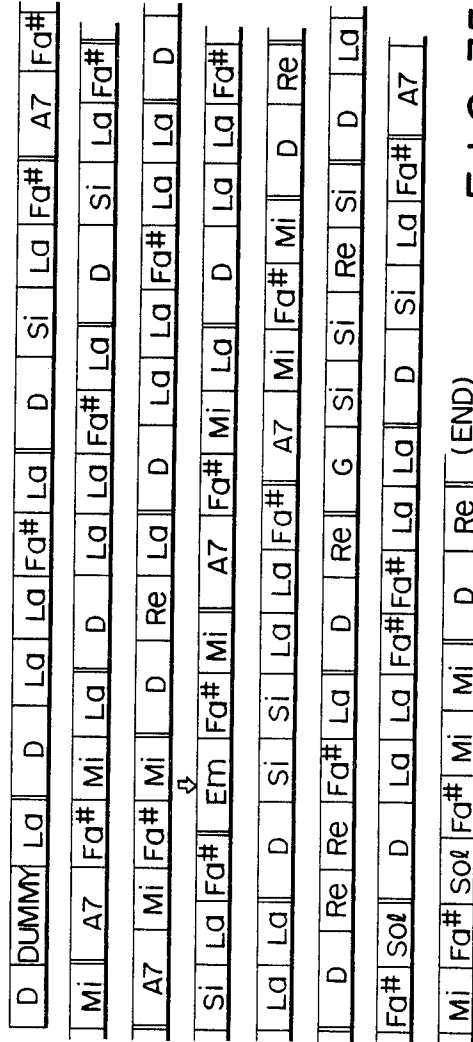 D DUMMY La D La La Fa# La D Si La Fa# A7 Fa#
Mi A7 Fa# Mi La D La La Fa# La D Si La Fa#
A7 Mi Fa# Mi D Re La D La La Fa# La La D
Si La Fa# Em Fa# Mi A7 Fa# Mi La D La La Fa#
La La D Si Si La La Fa# A7 Mi Fa# Mi D Re
D Re Re Fa# La D Re G Si Si Re Si D La
Fa# Sol D La La Fa# Fa# La La D Si La Fa# A7
Mi Fa# Sol Fa# Mi Mi D Re (END)